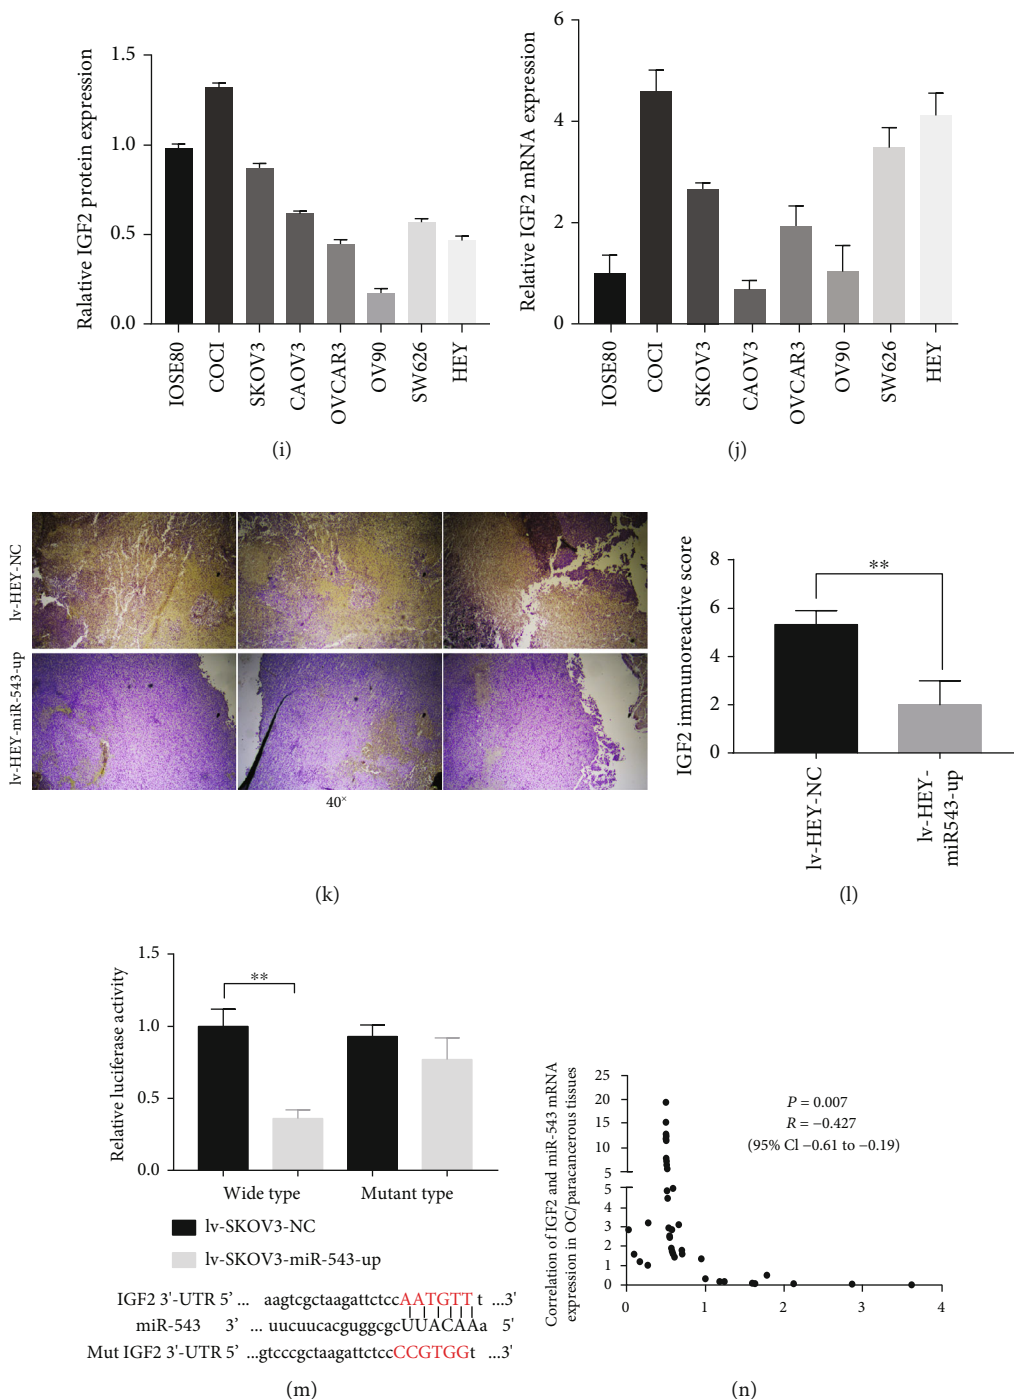 Ralative IGF2 protein expression
1.5
1.0
0.5
0.0
IOSE80
COCI
SKOV3
CAOV3
OVCAR3
OV90
SW626
HEY
(i)
Relative IGF2 mRNA expression
6
4
2
0
IOSE80
COCI
SKOV3
CAOV3
OVCAR3
OV90
SW626
HEY
(j)
lv-HEY-NC
lv-HEY-miR-543-up
40×
(k)
IGF2 immunoreactive score
8
6
4
2
0
**
lv-HEY-NC
lv-HEY-
miR543-up
(l)
Relative luciferase activity
1.5
1.0
0.5
0.0
**
Wide type
Mutant type
lv-SKOV3-NC
lv-SKOV3-miR-543-up
IGF2 3'-UTR 5' ... aagtcgctaagattctccAATGTT t ...3'
miR-543 3' ... uucuucacguggcgcUUACAAa 5'
Mut IGF2 3'-UTR 5' ...gtcccgctaagattctccCCGTGGt ...3'
(m)
Correlation of IGF2 and miR-543 mRNA
expression in OC/paracancerous tissues
25
20
15
10
5
5
4
3
2
1
0
P = 0.007
R = −0.427
(95% Cl −0.61 to −0.19)
0
1
2
3
4
(n)